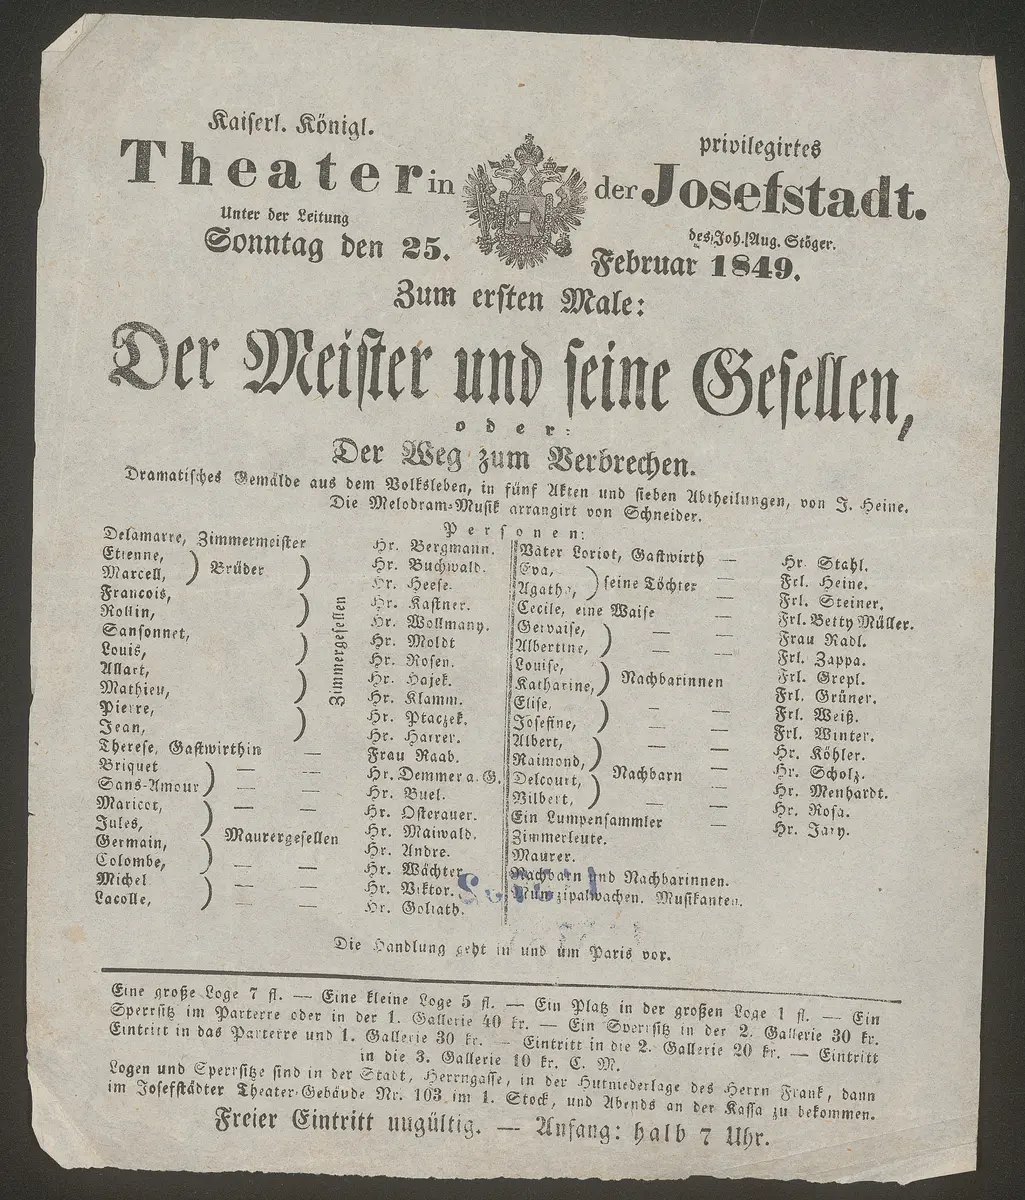 Kaiserl. Königl.
privilegirtes
Theater in der Josefstadt.
Unter der Leitung des Joh. Aug. Stöger.
Sonntag den 25. Februar 1849.
Zum ersten Male:
Der Meister und seine Gesellen,
oder:
Der Weg zum Verbrechen.
Dramatisches Gemälde aus dem Volksleben, in fünf Akten und sieben Abtheilungen, von J. Heine.
Die Melodram-Musik arrangirt von Schneider.
Personen:
Delamarre, Zimmermeister Hr. Bergmann.
Etienne, Hr. Buchwald.
Brüder
Marcell, Hr. Heese.
Francois, Hr. Kastner.
Rollin, Hr. Wollmany.
Sansonnet, Hr. Moldt
Zimmergesellen
Louis, Hr. Rosen.
Allart, Hr. Hajek.
Mathieu, Hr. Klamm.
Pierre, Hr. Ptaczek.
Jean, Hr. Harrer.
Therese, Gastwirthin — Frau Raab.
Briquet — — Hr. Demmer a. G.
Sans-Amour — — Hr. Buel.
Maricot, — — Hr. Osterauer.
Jules, Hr. Maiwald.
Maurergesellen
Germain, Hr. Andre.
Colombe, — — Hr. Wächter
Michel — — Hr. Viktor.
Lacolle, — — Hr. Goliath.
Väter Loriot, Gastwirth — Hr. Stahl.
Eva, — Frl. Heine.
seine Töchter
Agathe, — Frl. Steiner.
Cecile, eine Waise — Frl. Betty Müller.
Gervaise, — — Frau Radl.
Albertine, — — Frl. Zappa.
Louise, Frl. Grepl.
Nachbarinnen
Katharine, Frl. Grüner.
Elise, — — Frl. Weiß.
Josefine, — — Frl. Winter.
Albert, — — Hr. Köhler.
Raimond, Hr. Scholz.
Nachbarn —
Delcourt, Hr. Menhardt.
Vilbert, — — Hr. Rosa.
Ein Lumpensammler — Hr. Jary.
Zimmerleute.
Maurer.
Nachbarn und Nachbarinnen.
Munizipalwachen. Musikanten.
Die Handlung geht in und um Paris vor.
Eine große Loge 7 fl. — Eine kleine Loge 5 fl. — Ein Platz in der großen Loge 1 fl. — Ein
Sperrsitz im Parterre oder in der 1. Gallerie 40 kr. — Ein Sperrsitz in der 2. Gallerie 30 kr.
Eintritt in das Parterre und 1. Gallerie 30 kr. — Eintritt in die 2. Gallerie 20 kr. — Eintritt
in die 3. Gallerie 10 kr. C. M.
Logen und Sperrsitze sind in der Stadt, Herrngasse, in der Hutniederlage des Herrn Frank, dann
im Josefstädter Theater-Gebäude Nr. 103 im 1. Stock, und Abends an der Kassa zu bekommen.
Freier Eintritt ungültig. — Anfang: halb 7 Uhr.